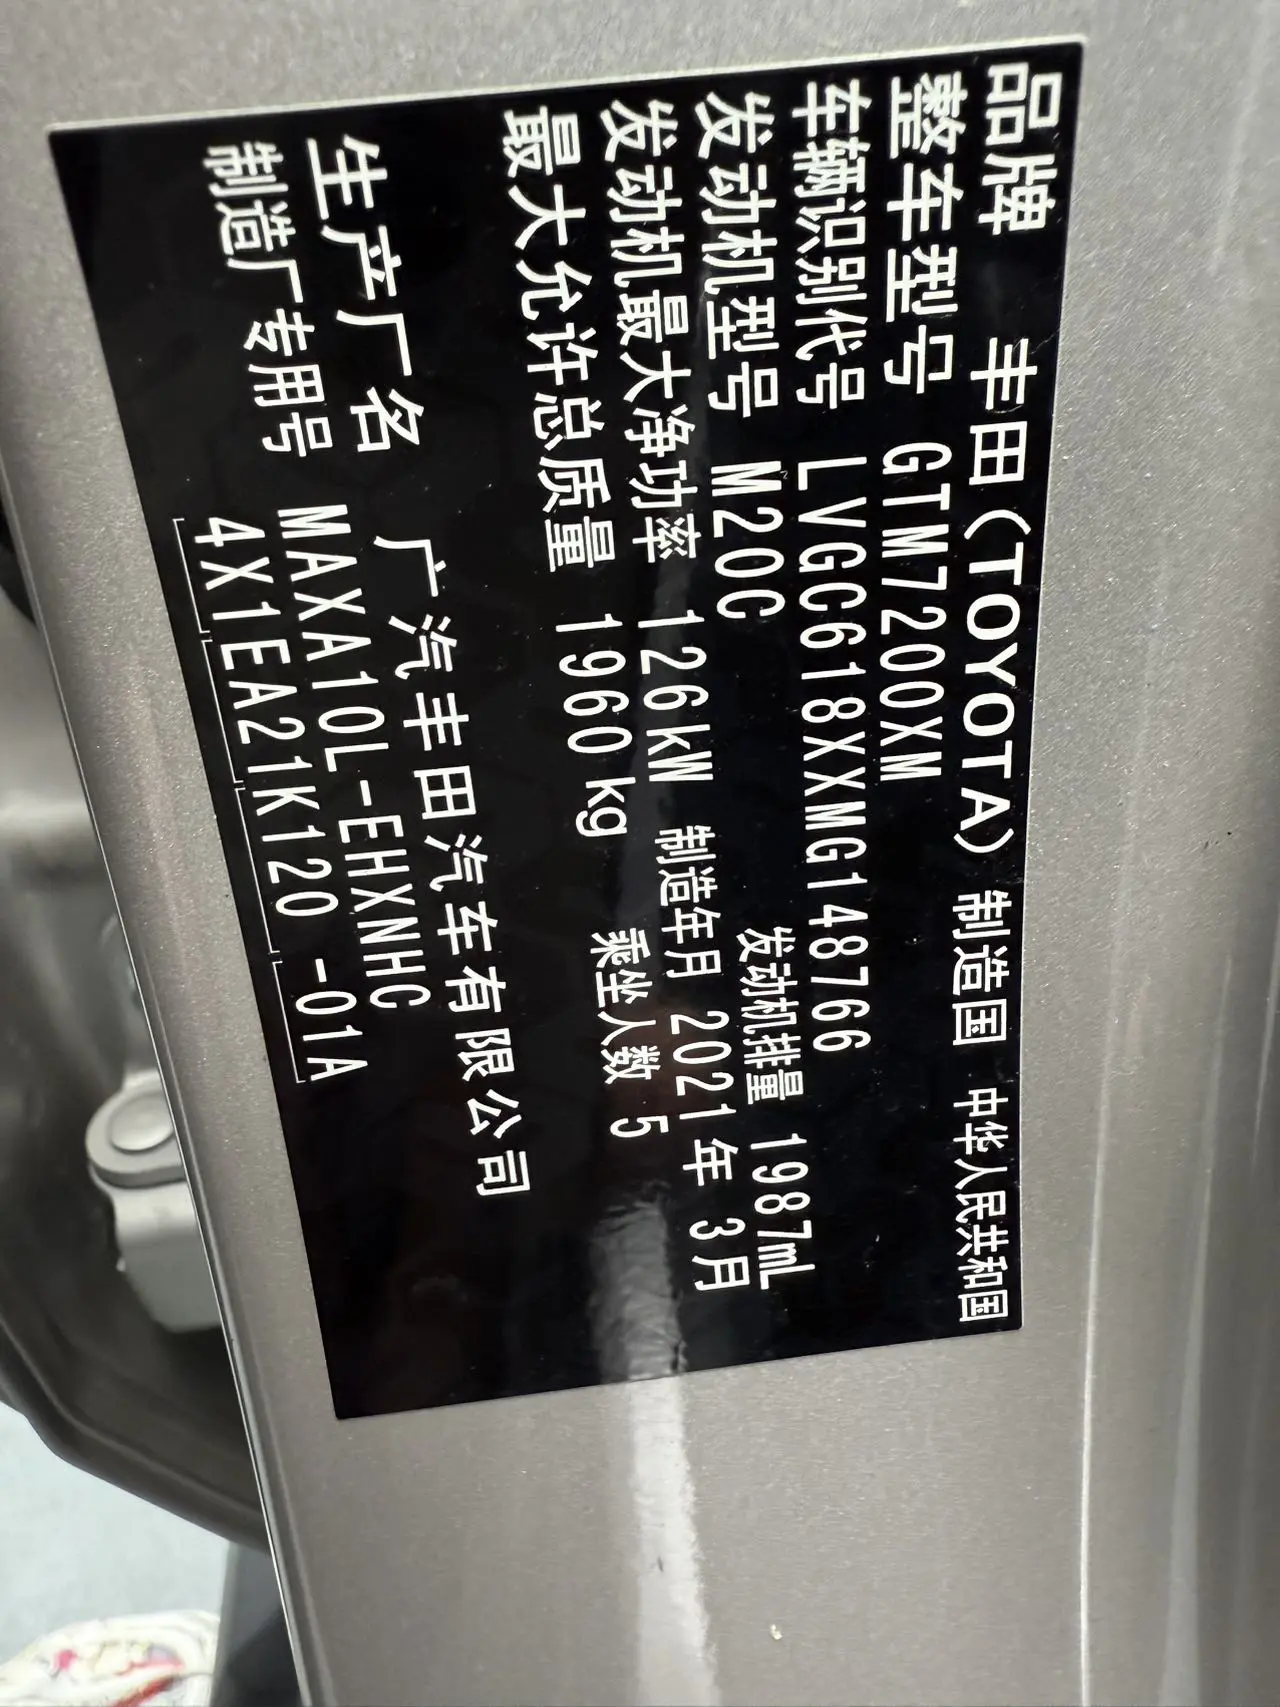 品牌 丰田(TOYOTA) 制造国 中华人民共和国
整车型号 GTM7200XM
车辆识别代号 LVGC618XXMG148766
发动机型号 M20C 发动机排量 1987mL
发动机最大净功率 126kW 制造年月 2021年 3月
最大允许总质量 1960kg 乘坐人数 5
生产厂名 广汽丰田汽车有限公司
制造厂专用号 MAXA10L-EHXNHC
4X1EA21K120 -01A